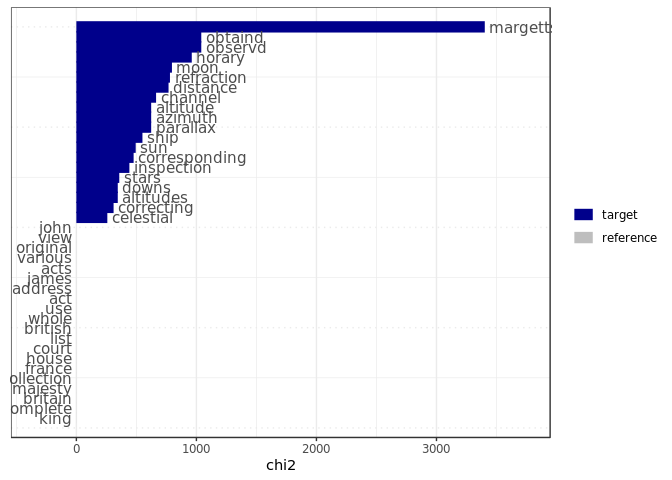 margetts
obtaind
observd
horary
moon
refraction
distance
channel
altitude
azimuth
parallax
ship
sun
corresponding
inspection
stars
downs
altitudes
correcting
celestial
john
view
original
various
acts
james
address
act
use
whole
british
list
court
house
france
ollection
majesty
britain
omplete
king
0 1000 2000 3000
chi2
target
reference